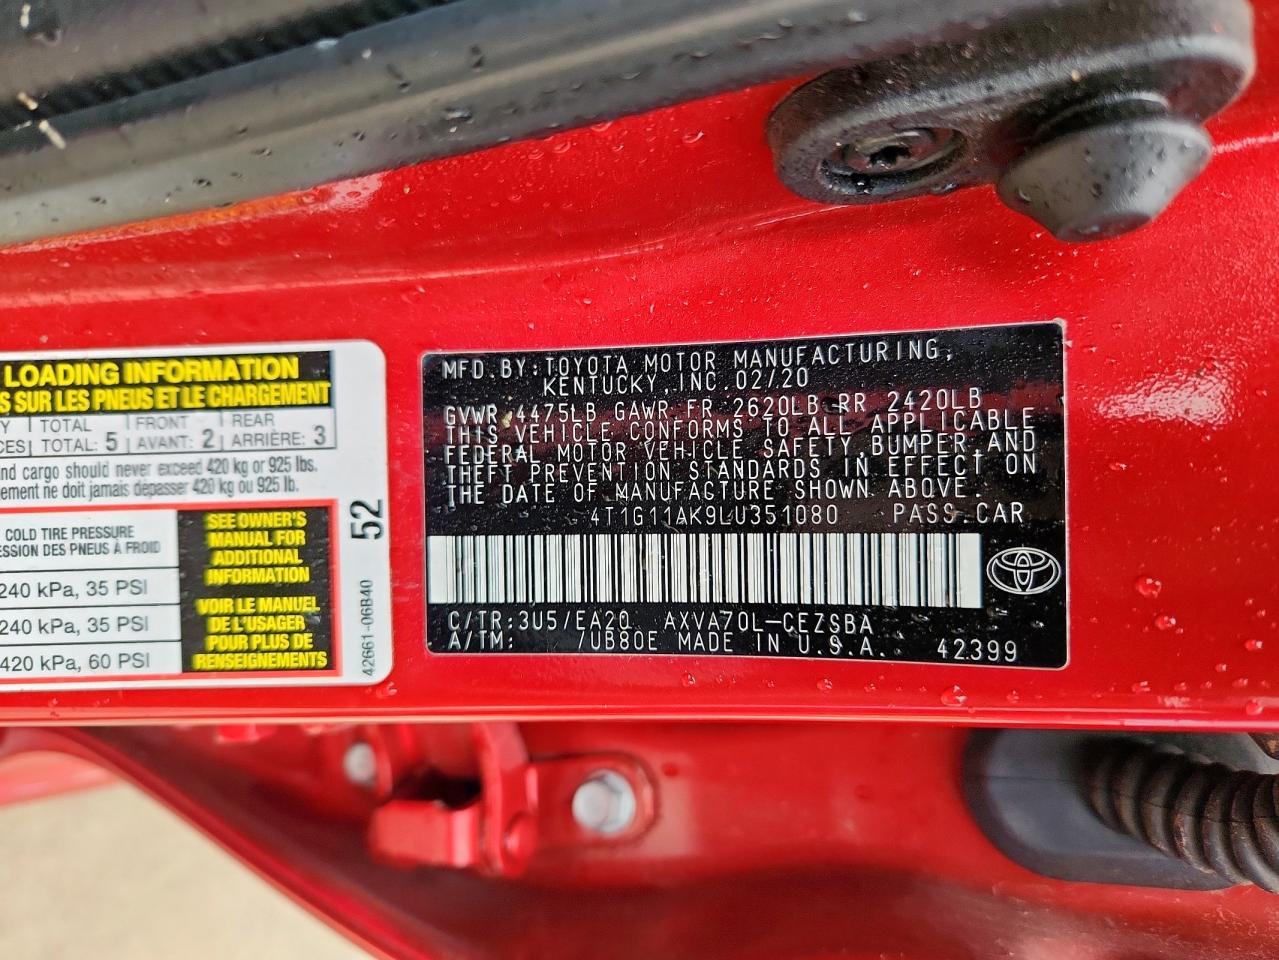 LOADING INFORMATION
S SUR LES PNEUS ET LE CHARGEMENT
Y TOTAL FRONT REAR
CES TOTAL: 5 AVANT: 2 ARRIÈRE: 3
nd cargo should never exceed 420 kg or 925 lbs.
ement ne doit jamais dépasser 420 kg ou 925 lb.
COLD TIRE PRESSURE
ESSION DES PNEUS À FROID
240 kPa, 35 PSI
240 kPa, 35 PSI
420 kPa, 60 PSI
SEE OWNER'S
MANUAL FOR
ADDITIONAL
INFORMATION
VOIR LE MANUEL
DE L'USAGER
POUR PLUS DE
RENSEIGNEMENTS
52
42661-06B40
MFD. BY: TOYOTA MOTOR MANUFACTURING,
KENTUCKY, INC. 02/20
GVWR 4475LB GAWR FR 2620LB RR 2420LB
THIS VEHICLE CONFORMS TO ALL APPLICABLE
FEDERAL MOTOR VEHICLE SAFETY, BUMPER, AND
THEFT PREVENTION STANDARDS IN EFFECT ON
THE DATE OF MANUFACTURE SHOWN ABOVE.
4T1G11AK9LU351080 PASS. CAR
C/TR: 3U5/EA20 AXVA70L-CEZSBA
A/TM: /UB80E MADE IN U.S.A. 42399